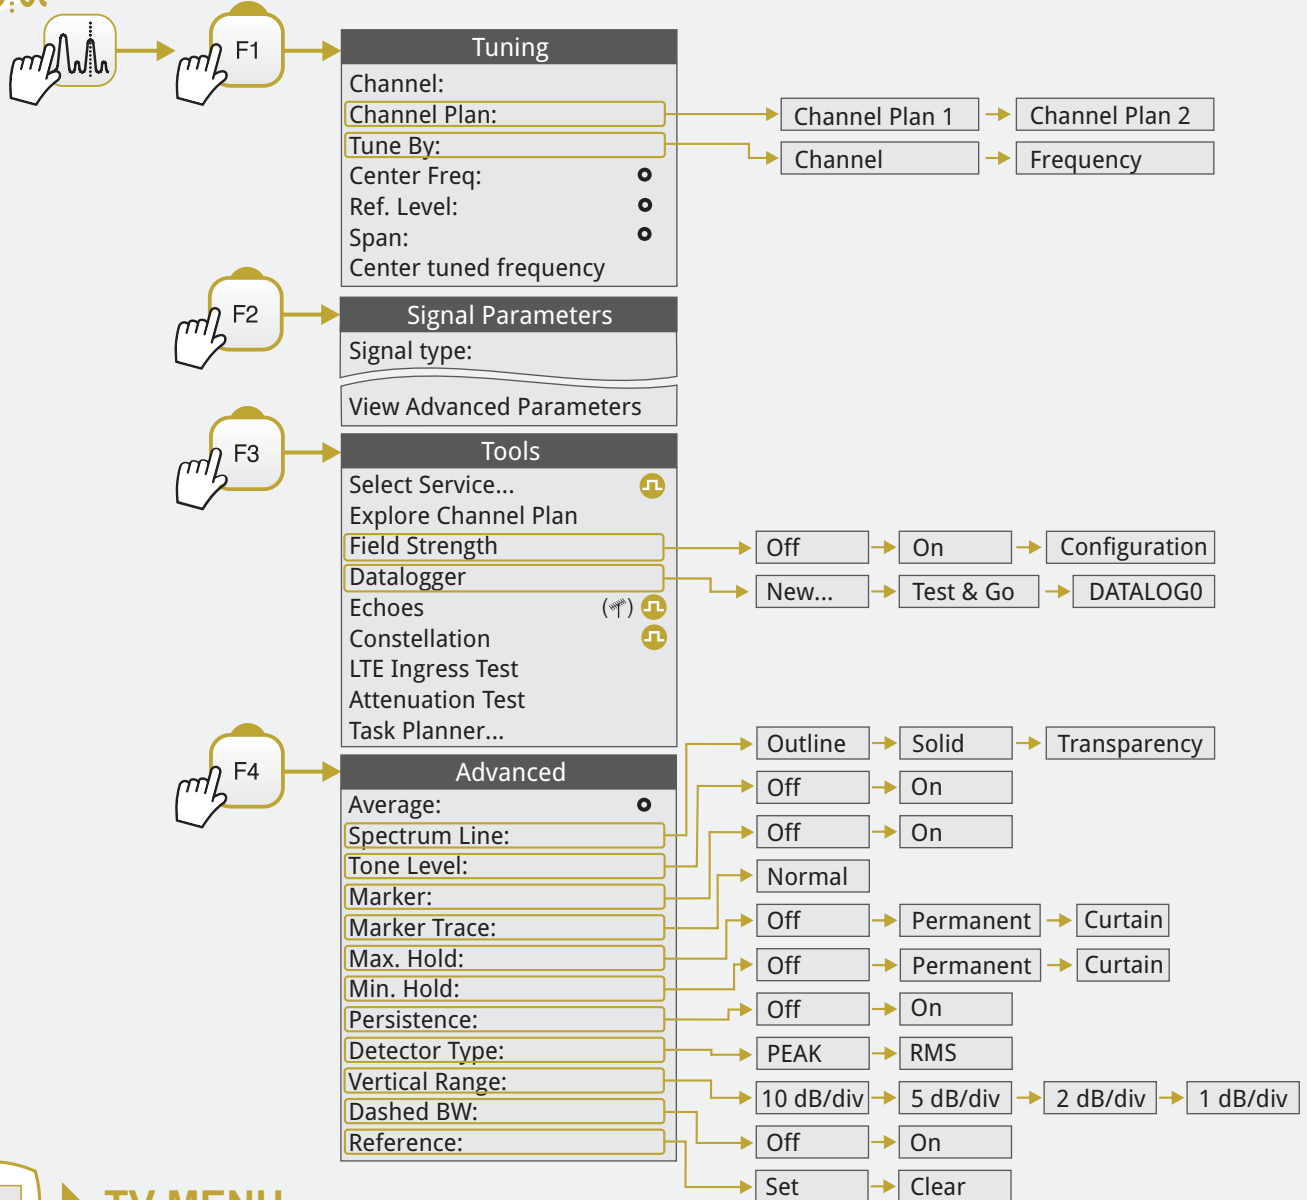 F1
Tuning
Channel:
Channel Plan:
Channel Plan 1
Channel Plan 2
Tune By:
Channel
Frequency
Center Freq:
Ref. Level:
Span:
Center tuned frequency
F2
Signal Parameters
Signal type:
View Advanced Parameters
F3
Tools
Select Service...
Explore Channel Plan
Field Strength
Off
On
Configuration
Datalogger
New...
Test & Go
DATALOG0
Echoes
Constellation
LTE Ingress Test
Attenuation Test
Task Planner...
F4
Advanced
Average:
Spectrum Line:
Outline
Solid
Transparency
Tone Level:
Off
On
Marker:
Off
On
Marker Trace:
Normal
Max. Hold:
Off
Permanent
Curtain
Min. Hold:
Off
Permanent
Curtain
Persistence:
Off
On
Detector Type:
PEAK
RMS
Vertical Range:
10 dB/div
5 dB/div
2 dB/div
1 dB/div
Dashed BW:
Off
On
Reference:
Set
Clear
TV MENU